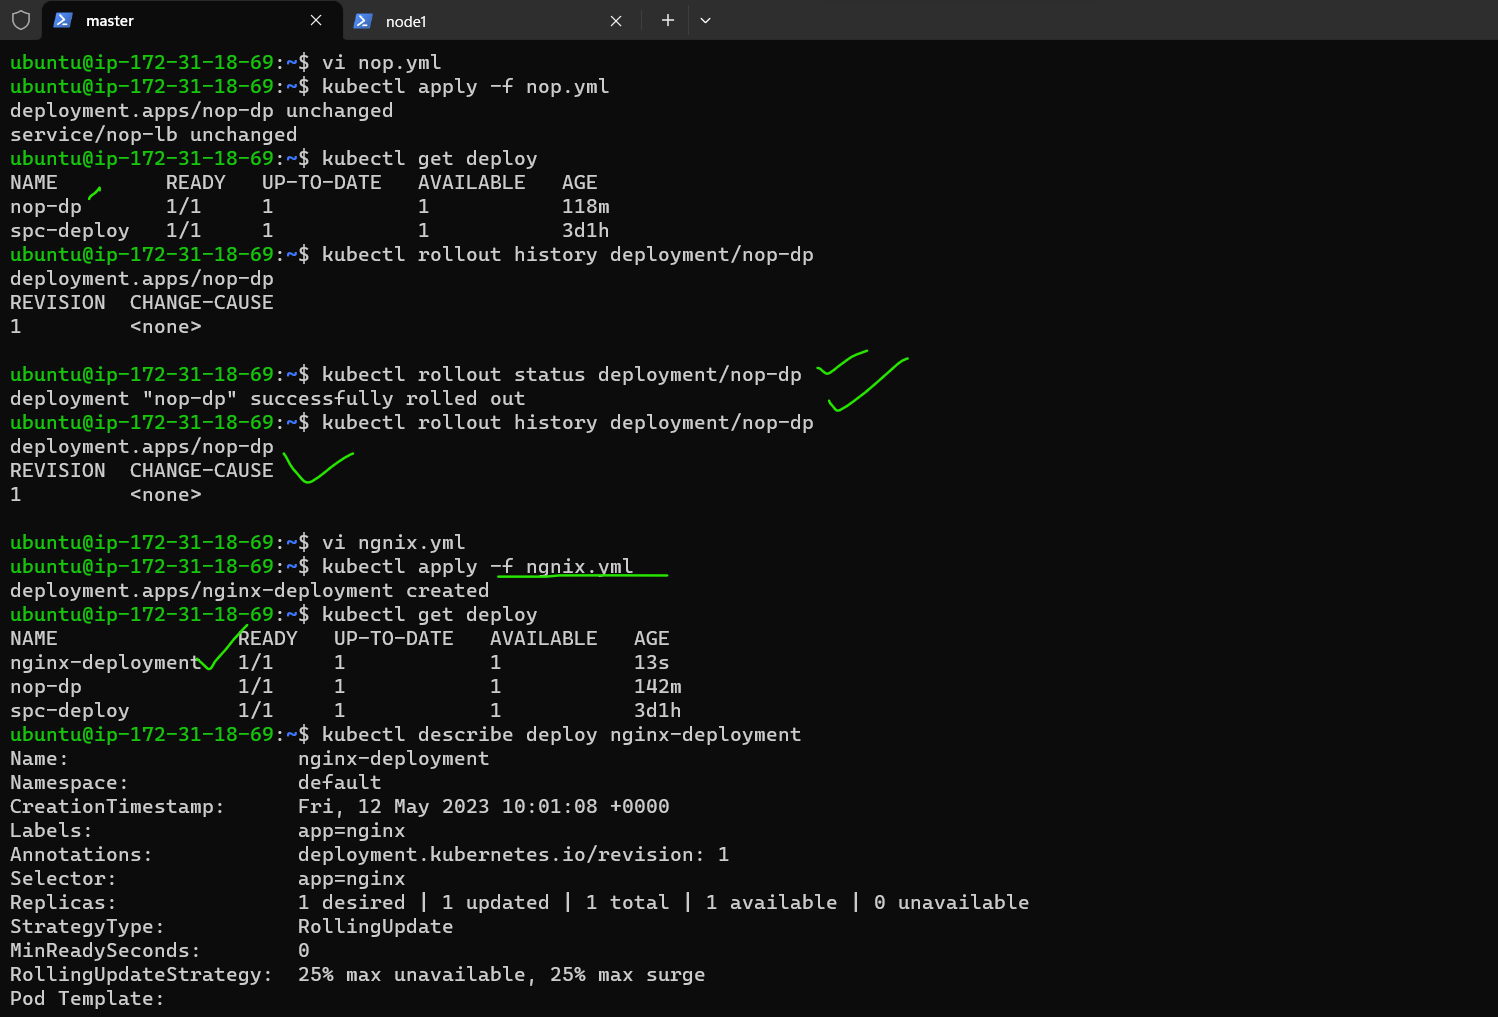 master
node1
ubuntu@ip-172-31-18-69:~$ vi nop.yml
ubuntu@ip-172-31-18-69:~$ kubectl apply -f nop.yml
deployment.apps/nop-dp unchanged
service/nop-lb unchanged
ubuntu@ip-172-31-18-69:~$ kubectl get deploy
NAME READY UP-TO-DATE AVAILABLE AGE
nop-dp 1/1 1 1 118m
spc-deploy 1/1 1 1 3d1h
ubuntu@ip-172-31-18-69:~$ kubectl rollout history deployment/nop-dp
deployment.apps/nop-dp
REVISION CHANGE-CAUSE
1 <none>
ubuntu@ip-172-31-18-69:~$ kubectl rollout status deployment/nop-dp
deployment "nop-dp" successfully rolled out
ubuntu@ip-172-31-18-69:~$ kubectl rollout history deployment/nop-dp
deployment.apps/nop-dp
REVISION CHANGE-CAUSE
1 <none>
ubuntu@ip-172-31-18-69:~$ vi ngnix.yml
ubuntu@ip-172-31-18-69:~$ kubectl apply -f ngnix.yml
deployment.apps/nginx-deployment created
ubuntu@ip-172-31-18-69:~$ kubectl get deploy
NAME READY UP-TO-DATE AVAILABLE AGE
nginx-deployment 1/1 1 1 13s
nop-dp 1/1 1 1 142m
spc-deploy 1/1 1 1 3d1h
ubuntu@ip-172-31-18-69:~$ kubectl describe deploy nginx-deployment
Name: nginx-deployment
Namespace: default
CreationTimestamp: Fri, 12 May 2023 10:01:08 +0000
Labels: app=nginx
Annotations: deployment.kubernetes.io/revision: 1
Selector: app=nginx
Replicas: 1 desired | 1 updated | 1 total | 1 available | 0 unavailable
StrategyType: RollingUpdate
MinReadySeconds: 0
RollingUpdateStrategy: 25% max unavailable, 25% max surge
Pod Template: